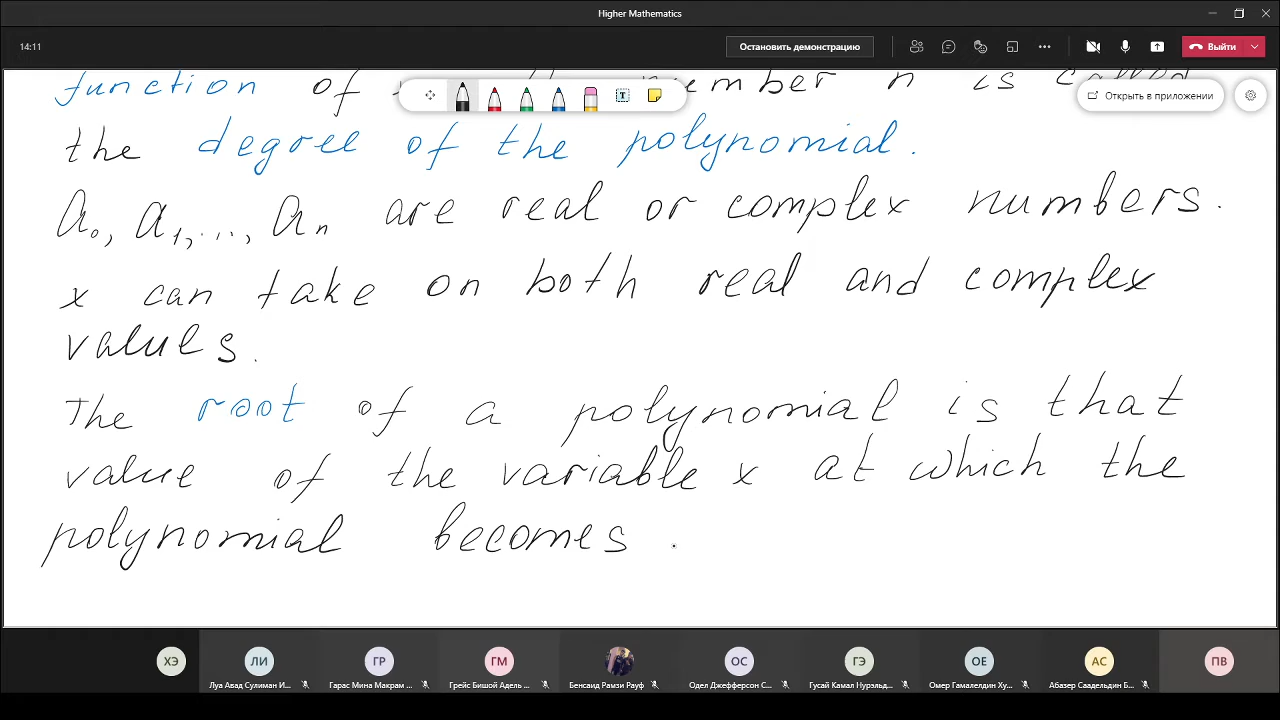 Higher Mathematics
14:11
Остановить демонстрацию
Выйти
function of number n is called
Открыть в приложении
the degree of the polynomial.
a₀, a₁,..., aₙ are real or complex numbers.
x can take on both real and complex
values.
The root of a polynomial is that
value of the variable x at which the
polynomial becomes
ХЭ ЛИ ГР ГМ ОС ГЭ ОЕ АС ПВ
Луа Авад Сулиман И... Гарас Мина Макрам ... Грейс Бишой Адель ... Бенсаид Рамзи Рауф Одел Джефферсон С... Гусай Камал Нурэльд... Омер Гамалелдин Ху... Абазер Саадельдин Б...